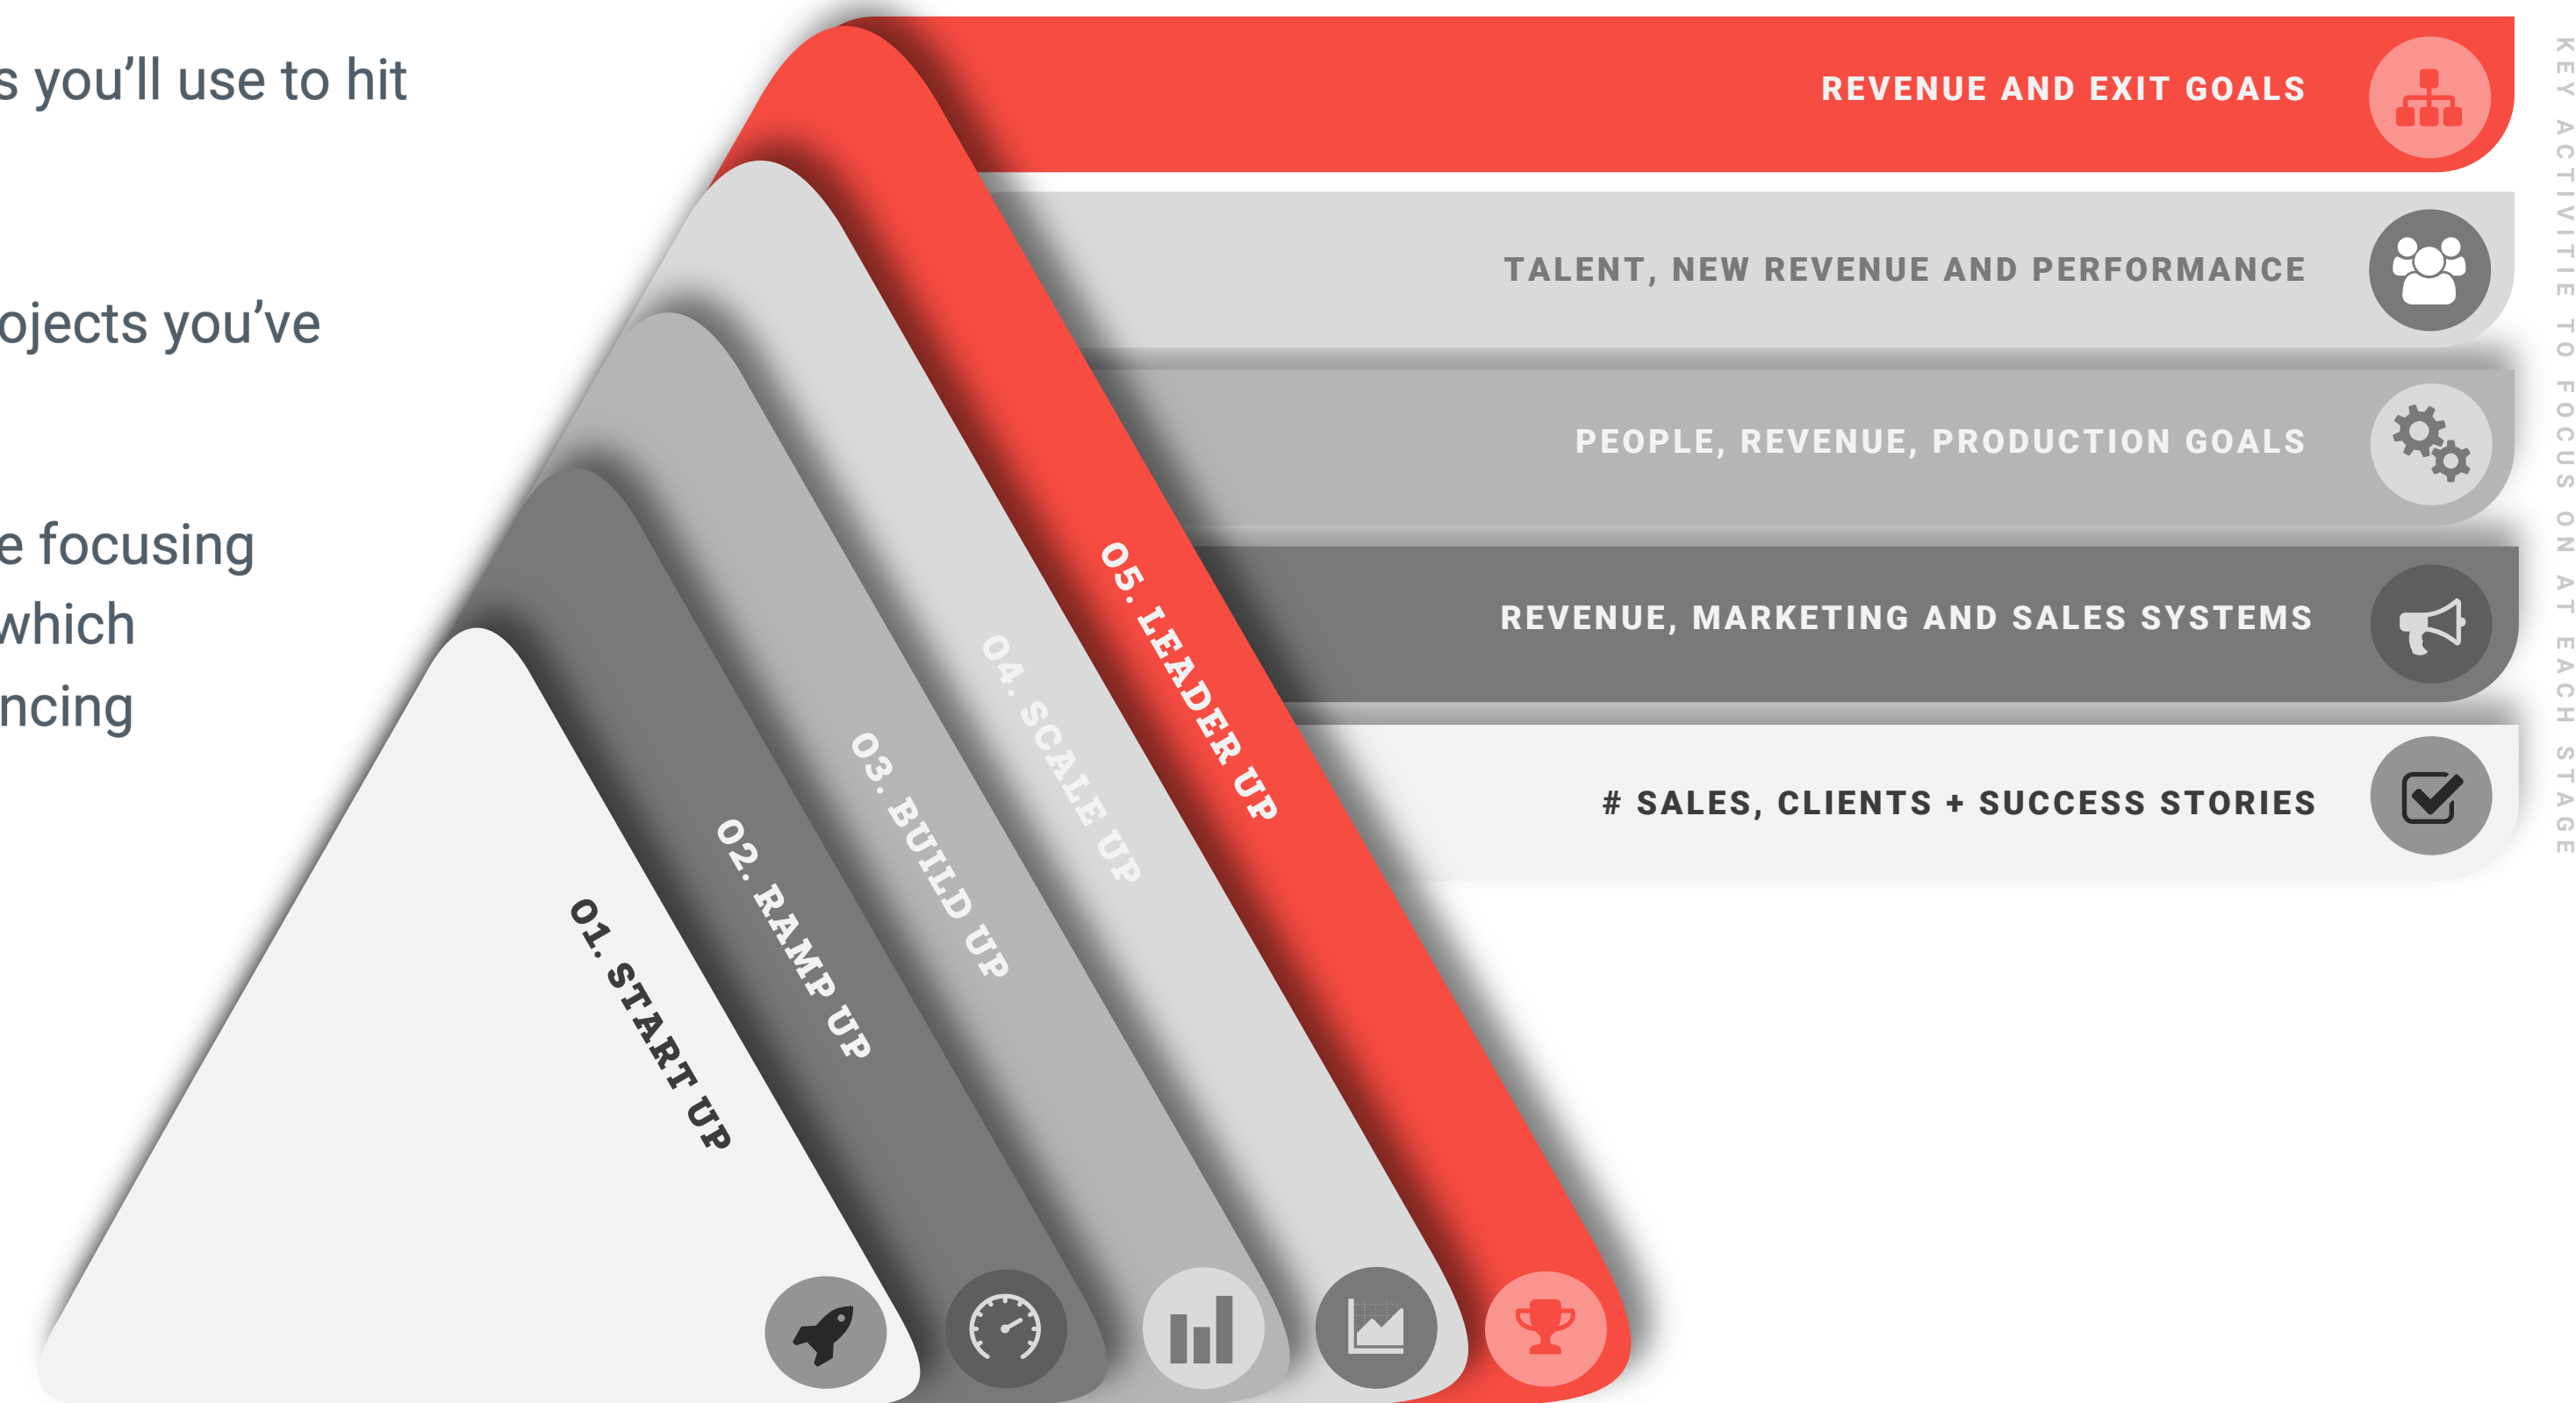 s you’ll use to hit
ojects you’ve
e focusing
which
ncing
REVENUE AND EXIT GOALS
TALENT, NEW REVENUE AND PERFORMANCE
PEOPLE, REVENUE, PRODUCTION GOALS
REVENUE, MARKETING AND SALES SYSTEMS
# SALES, CLIENTS + SUCCESS STORIES
05. LEADER UP
04. SCALE UP
03. BUILD UP
02. RAMP UP
01. START UP
KEY ACTIVITIE TO FOCUS ON AT EACH STAGE